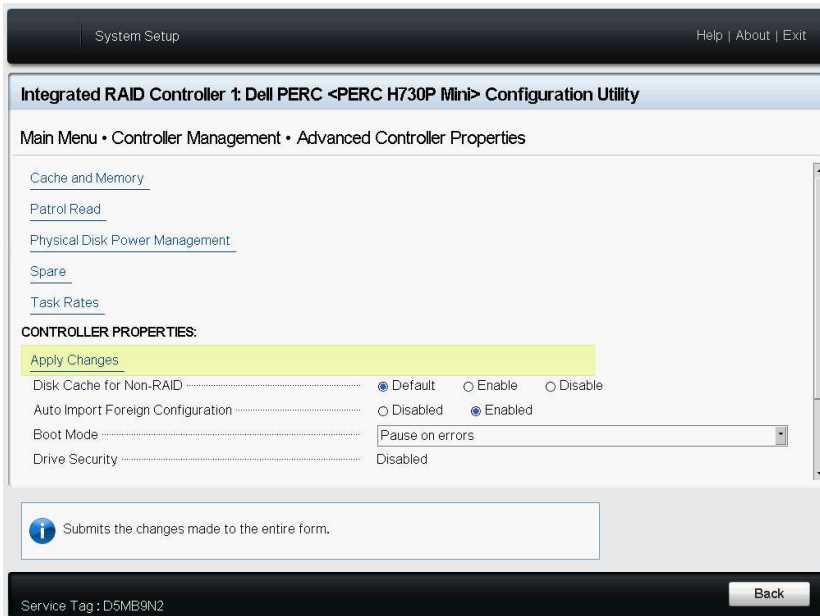 System Setup
Help | About | Exit
Integrated RAID Controller 1: Dell PERC <PERC H730P Mini> Configuration Utility
Main Menu • Controller Management • Advanced Controller Properties
Cache and Memory
Patrol Read
Physical Disk Power Management
Spare
Task Rates
CONTROLLER PROPERTIES:
Apply Changes
Disk Cache for Non-RAID Default Enable Disable
Auto Import Foreign Configuration Disabled Enabled
Boot Mode Pause on errors
Drive Security Disabled
Submits the changes made to the entire form.
Service Tag : D5MB9N2
Back